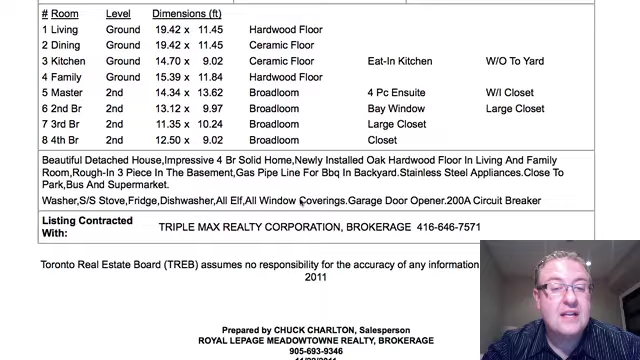 # Room Level Dimensions (ft)
1 Living Ground 19.42 x 11.45 Hardwood Floor
2 Dining Ground 19.42 x 11.45 Ceramic Floor
3 Kitchen Ground 14.70 x 9.02 Ceramic Floor Eat-In Kitchen W/O To Yard
4 Family Ground 15.39 x 11.84 Hardwood Floor
5 Master 2nd 14.34 x 13.62 Broadloom 4 Pc Ensuite W/I Closet
6 2nd Br 2nd 13.12 x 9.97 Broadloom Bay Window Large Closet
7 3rd Br 2nd 11.35 x 10.24 Broadloom Large Closet
8 4th Br 2nd 12.50 x 9.02 Broadloom Closet
Beautiful Detached House,Impressive 4 Br Solid Home,Newly Installed Oak Hardwood Floor In Living And Family
Room,Rough-In 3 Piece In The Basement,Gas Pipe Line For Bbq In Backyard.Stainless Steel Appliances.Close To
Park,Bus And Supermarket.
Washer,S/S Stove,Fridge,Dishwasher,All Elf,All Window Coverings.Garage Door Opener.200A Circuit Breaker
Listing Contracted
With: TRIPLE MAX REALTY CORPORATION, BROKERAGE 416-646-7571
Toronto Real Estate Board (TREB) assumes no responsibility for the accuracy of any information
2011
Prepared by CHUCK CHARLTON, Salesperson
ROYAL LEPAGE MEADOWTOWNE REALTY, BROKERAGE
905-693-9346